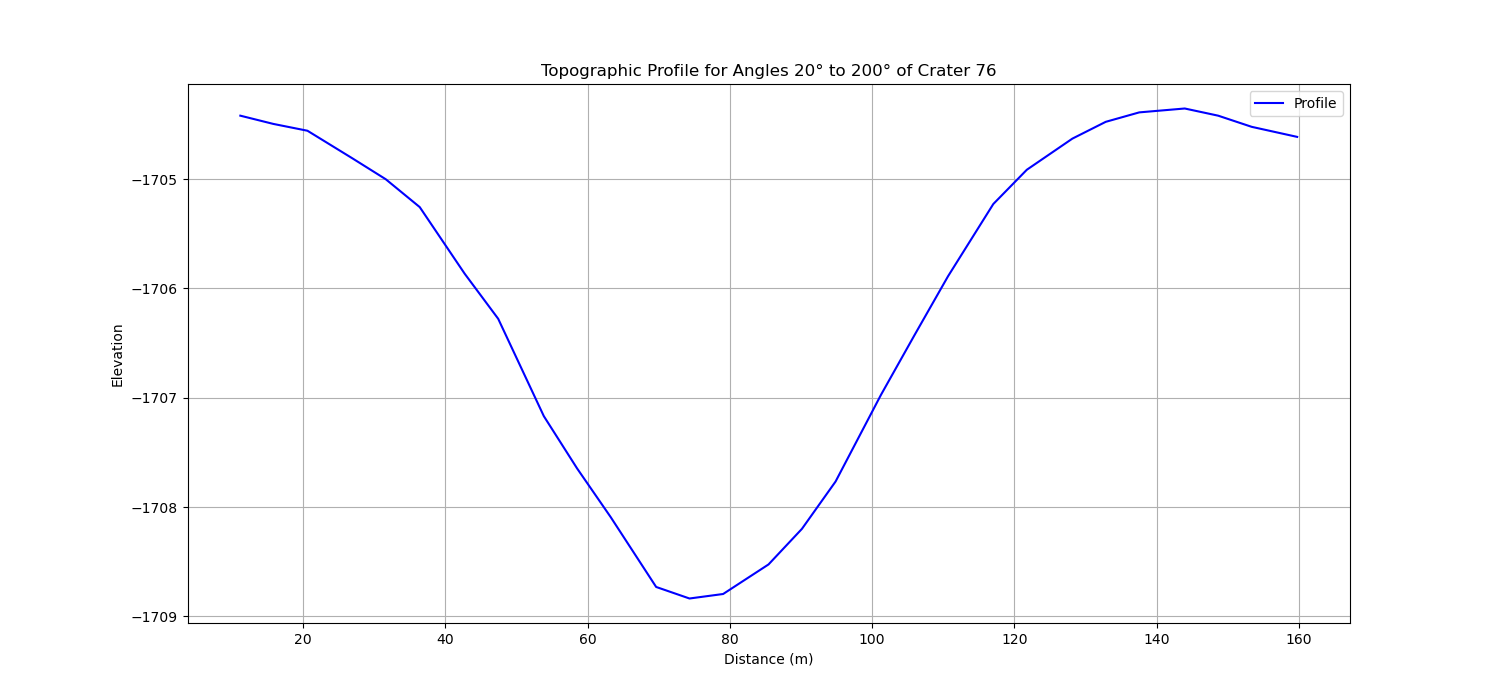 Topographic Profile for Angles 20° to 200° of Crater 76
Profile
−1705
−1706
−1707
−1708
−1709
Elevation
20 40 60 80 100 120 140 160
Distance (m)